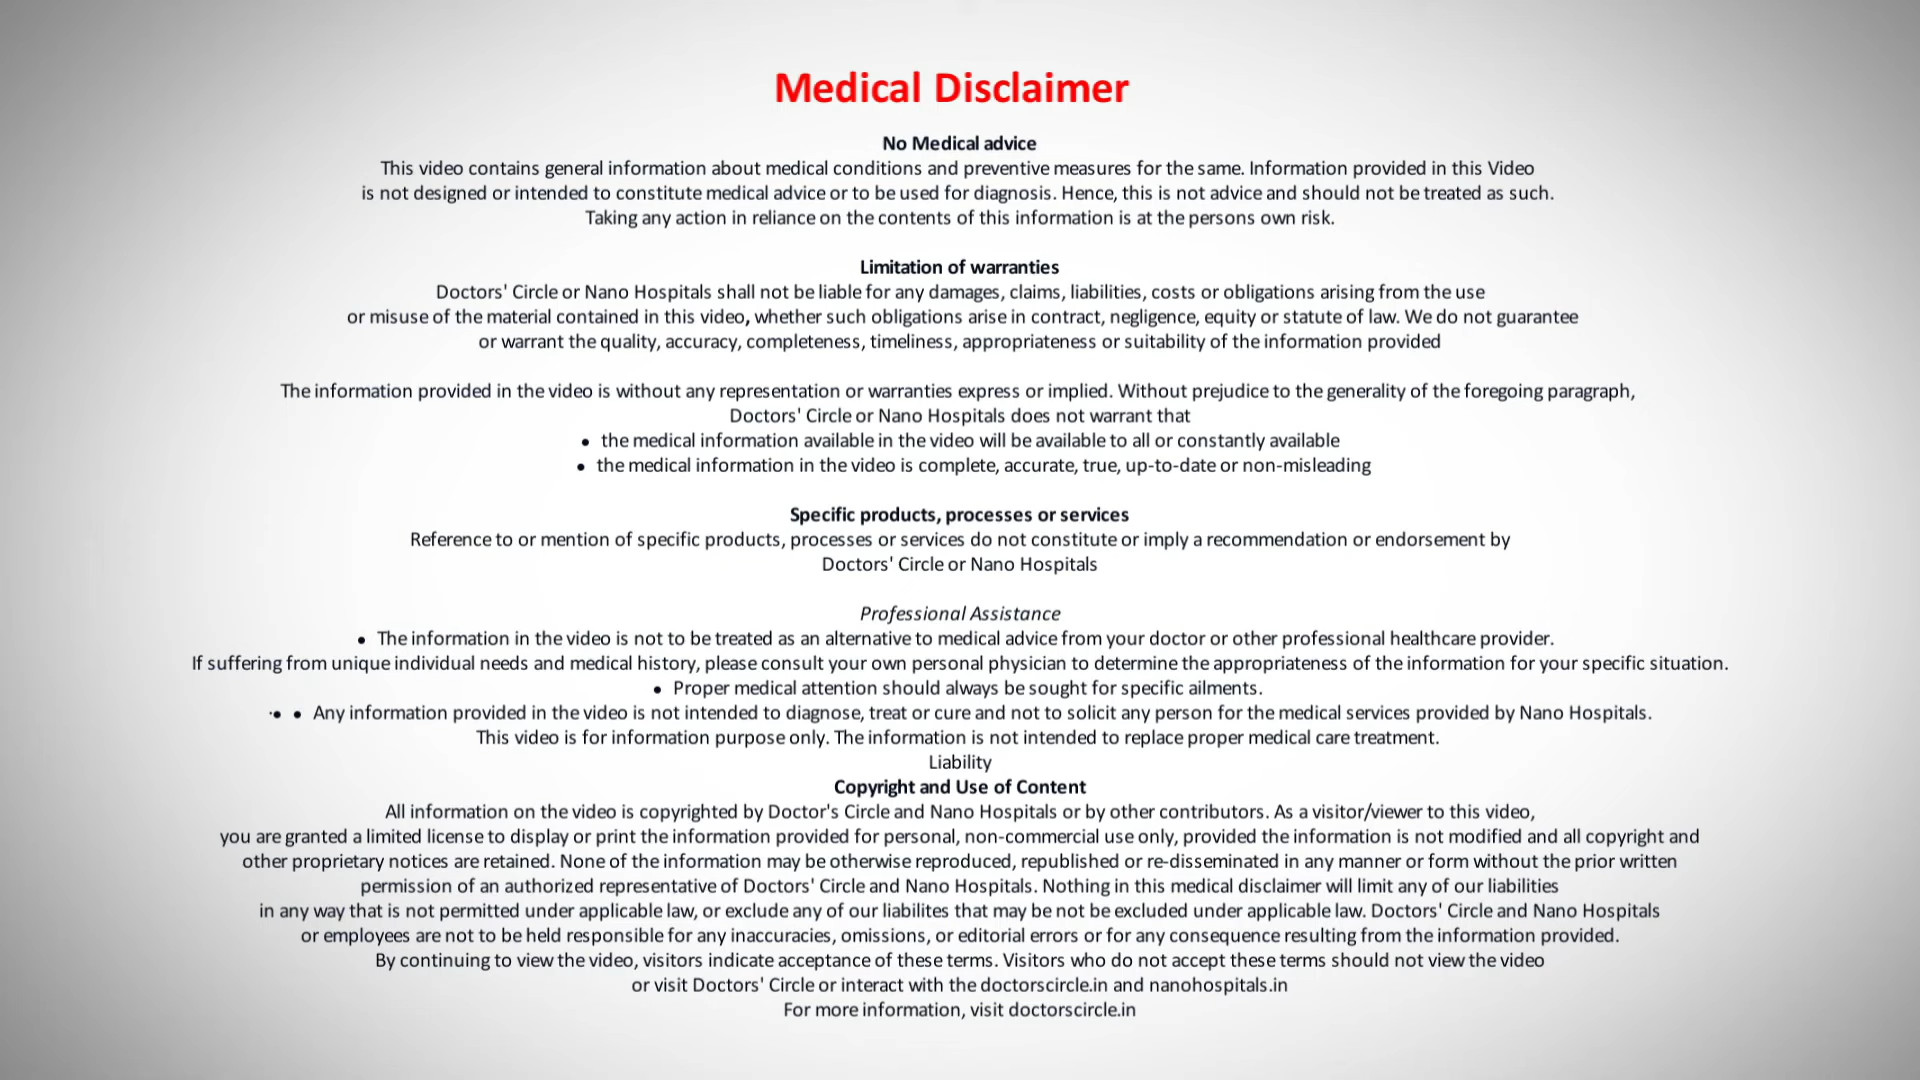 Medical Disclaimer
No Medical advice
This video contains general information about medical conditions and preventive measures for the same. Information provided in this Video
is not designed or intended to constitute medical advice or to be used for diagnosis. Hence, this is not advice and should not be treated as such.
Taking any action in reliance on the contents of this information is at the persons own risk.
Limitation of warranties
Doctors' Circle or Nano Hospitals shall not be liable for any damages, claims, liabilities, costs or obligations arising from the use
or misuse of the material contained in this video, whether such obligations arise in contract, negligence, equity or statute of law. We do not guarantee
or warrant the quality, accuracy, completeness, timeliness, appropriateness or suitability of the information provided
The information provided in the video is without any representation or warranties express or implied. Without prejudice to the generality of the foregoing paragraph,
Doctors' Circle or Nano Hospitals does not warrant that
• the medical information available in the video will be available to all or constantly available
• the medical information in the video is complete, accurate, true, up-to-date or non-misleading
Specific products, processes or services
Reference to or mention of specific products, processes or services do not constitute or imply a recommendation or endorsement by
Doctors' Circle or Nano Hospitals
Professional Assistance
• The information in the video is not to be treated as an alternative to medical advice from your doctor or other professional healthcare provider.
If suffering from unique individual needs and medical history, please consult your own personal physician to determine the appropriateness of the information for your specific situation.
• Proper medical attention should always be sought for specific ailments.
·• • Any information provided in the video is not intended to diagnose, treat or cure and not to solicit any person for the medical services provided by Nano Hospitals.
This video is for information purpose only. The information is not intended to replace proper medical care treatment.
Liability
Copyright and Use of Content
All information on the video is copyrighted by Doctor's Circle and Nano Hospitals or by other contributors. As a visitor/viewer to this video,
you are granted a limited license to display or print the information provided for personal, non-commercial use only, provided the information is not modified and all copyright and
other proprietary notices are retained. None of the information may be otherwise reproduced, republished or re-disseminated in any manner or form without the prior written
permission of an authorized representative of Doctors' Circle and Nano Hospitals. Nothing in this medical disclaimer will limit any of our liabilities
in any way that is not permitted under applicable law, or exclude any of our liabilites that may be not be excluded under applicable law. Doctors' Circle and Nano Hospitals
or employees are not to be held responsible for any inaccuracies, omissions, or editorial errors or for any consequence resulting from the information provided.
By continuing to view the video, visitors indicate acceptance of these terms. Visitors who do not accept these terms should not view the video
or visit Doctors' Circle or interact with the doctorscircle.in and nanohospitals.in
For more information, visit doctorscircle.in